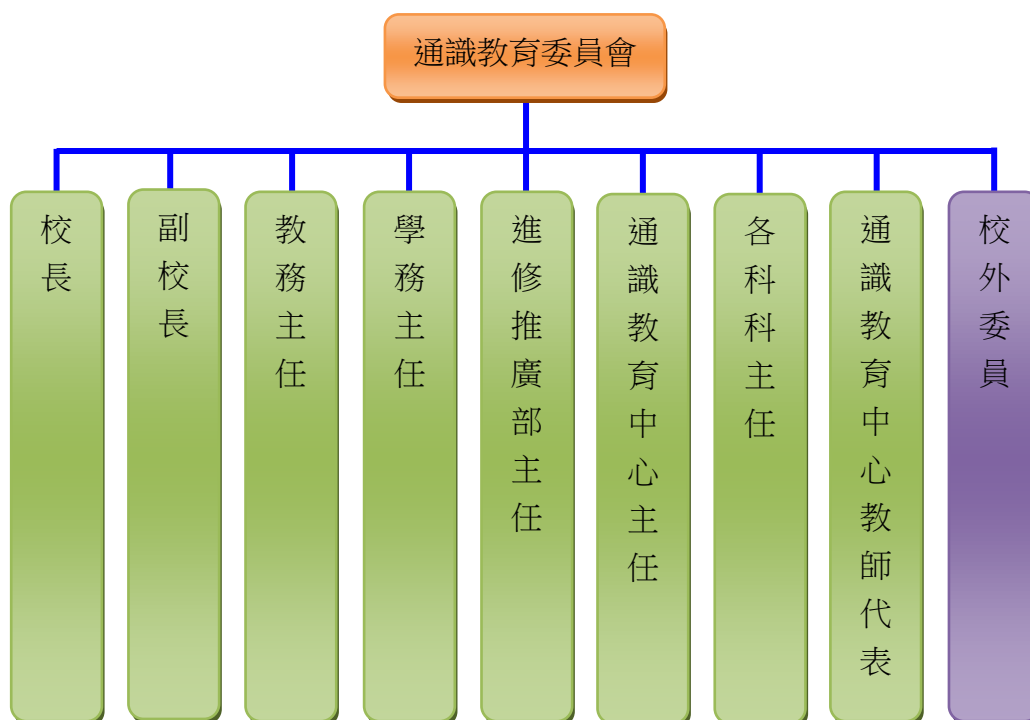 通識教育委員會
校長
副校長
教務主任
學務主任
進修推廣部主任
通識教育中心主任
各科科主任
通識教育中心教師代表
校外委員